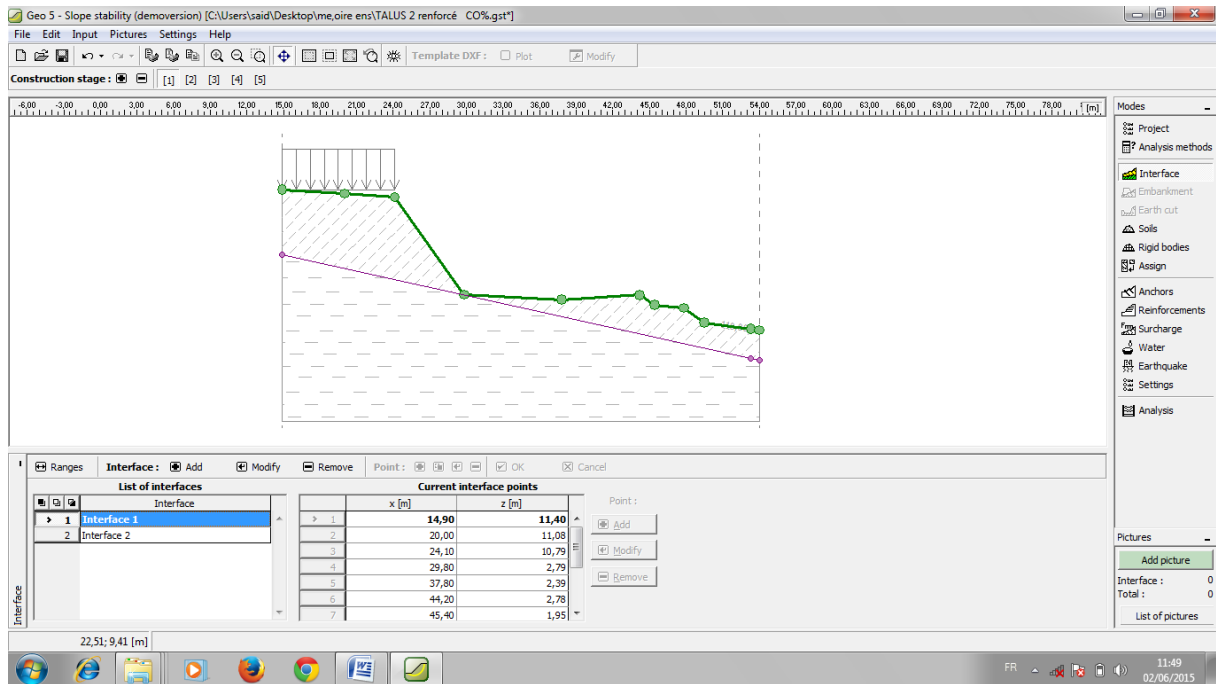 Geo 5 - Slope stability (demoversion) [C:\Users\said\Desktop\me,oire ens\TALUS 2 renforcé CO%.gst*]
File Edit Input Pictures Settings Help
Template DXF : Plot Modify
Construction stage : [1] [2] [3] [4] [5]
-6,00 -3,00 0,00 3,00 6,00 9,00 12,00 15,00 18,00 21,00 24,00 27,00 30,00 33,00 36,00 39,00 42,00 45,00 48,00 51,00 54,00 57,00 60,00 63,00 66,00 69,00 72,00 75,00 78,00 [m]
Modes
Project
Analysis methods
Interface
Embankment
Earth cut
Soils
Rigid bodies
Assign
Anchors
Reinforcements
Surcharge
Water
Earthquake
Settings
Analysis
Ranges Interface : Add Modify Remove Point : OK Cancel
List of interfaces
Interface
1 Interface 1
2 Interface 2
Current interface points
x [m] z [m]
1 14,90 11,40
2 20,00 11,08
3 24,10 10,79
4 29,80 2,79
5 37,80 2,39
6 44,20 2,78
7 45,40 1,95
Point :
Add
Modify
Remove
Interface
Pictures
Add picture
Interface : 0
Total : 0
List of pictures
22,51; 9,41 [m]
FR
11:49
02/06/2015